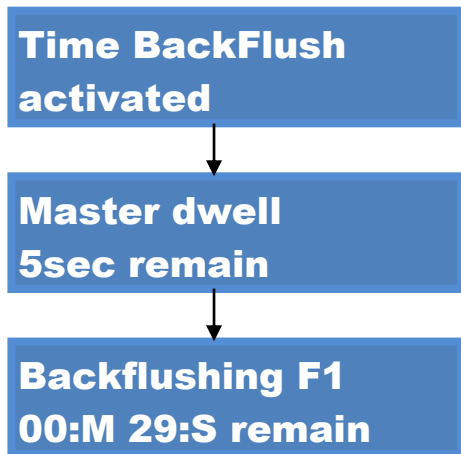 Time BackFlush
activated
Master dwell
5sec remain
Backflushing F1
00:M 29:S remain